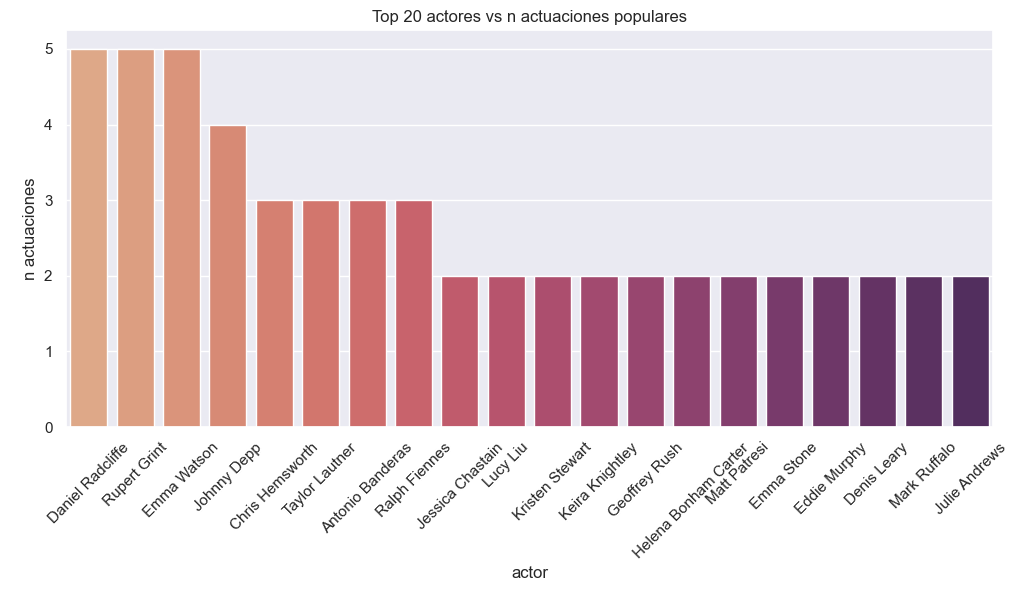 Top 20 actores vs n actuaciones populares
n actuaciones
5
4
3
2
1
0
Daniel Radcliffe
Rupert Grint
Emma Watson
Johnny Depp
Chris Hemsworth
Taylor Lautner
Antonio Banderas
Ralph Fiennes
Jessica Chastain
Lucy Liu
Kristen Stewart
Keira Knightley
Geoffrey Rush
Helena Bonham Carter
Matt Patresi
Emma Stone
Eddie Murphy
Denis Leary
Mark Ruffalo
Julie Andrews
actor